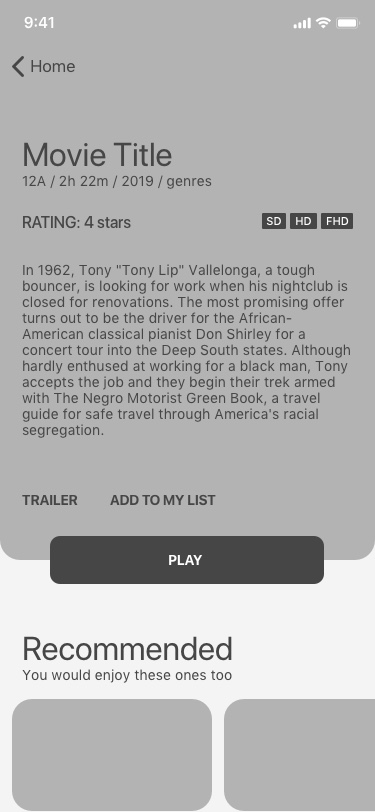 9:41
Home
Movie Title
12A / 2h 22m / 2019 / genres
RATING: 4 stars
SD HD FHD
In 1962, Tony "Tony Lip" Vallelonga, a tough
bouncer, is looking for work when his nightclub is
closed for renovations. The most promising offer
turns out to be the driver for the African-
American classical pianist Don Shirley for a
concert tour into the Deep South states. Although
hardly enthused at working for a black man, Tony
accepts the job and they begin their trek armed
with The Negro Motorist Green Book, a travel
guide for safe travel through America's racial
segregation.
TRAILER ADD TO MY LIST
PLAY
Recommended
You would enjoy these ones too